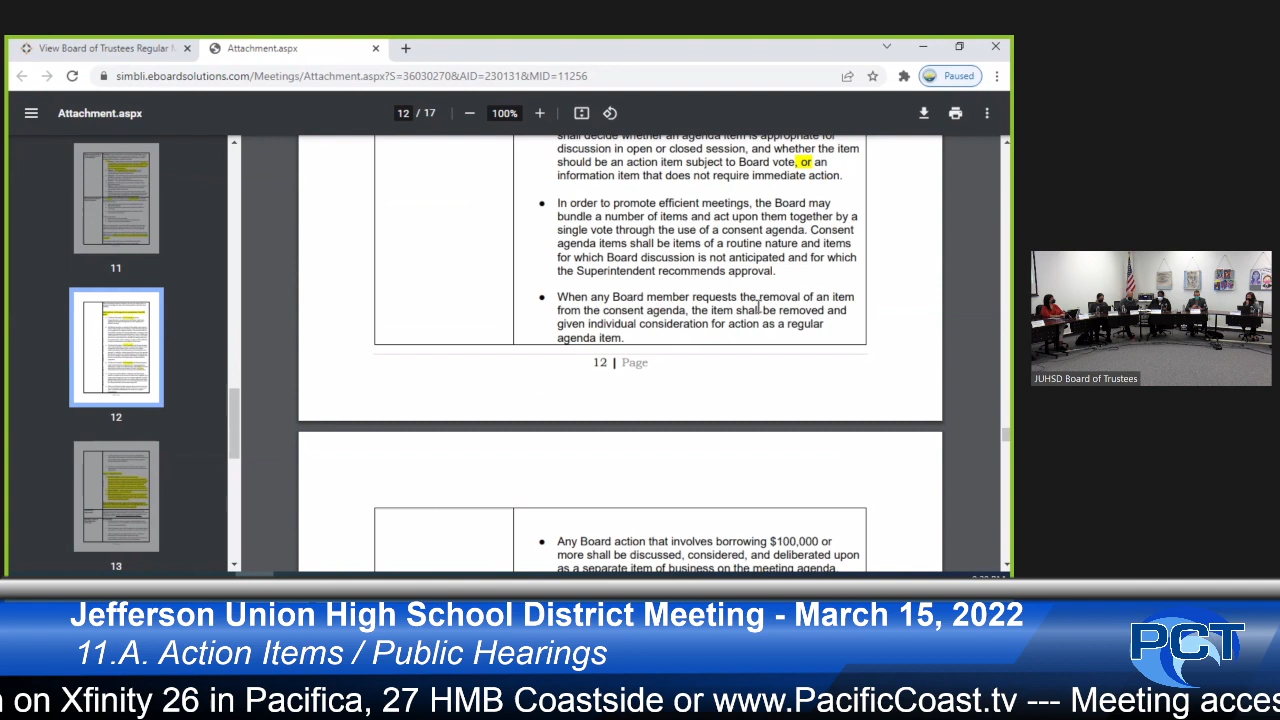 View Board of Trustees Regular M
Attachment.aspx
simbli.eboardsolutions.com/Meetings/Attachment.aspx?S=36030270&AID=230131&MID=11256
Paused
Attachment.aspx
12 / 17
100%
shall decide whether an agenda item is appropriate for
discussion in open or closed session, and whether the item
should be an action item subject to Board vote, or an
information item that does not require immediate action.
• In order to promote efficient meetings, the Board may
bundle a number of items and act upon them together by a
single vote through the use of a consent agenda. Consent
agenda items shall be items of a routine nature and items
for which Board discussion is not anticipated and for which
the Superintendent recommends approval.
• When any Board member requests the removal of an item
from the consent agenda, the item shall be removed and
given individual consideration for action as a regular
agenda item.
12 | Page
• Any Board action that involves borrowing $100,000 or
more shall be discussed, considered, and deliberated upon
as a separate item of business on the meeting agenda.
11
12
13
JUHSD Board of Trustees
Jefferson Union High School District Meeting - March 15, 2022
11.A. Action Items / Public Hearings
PCT
n on Xfinity 26 in Pacifica, 27 HMB Coastside or www.PacificCoast.tv --- Meeting acces